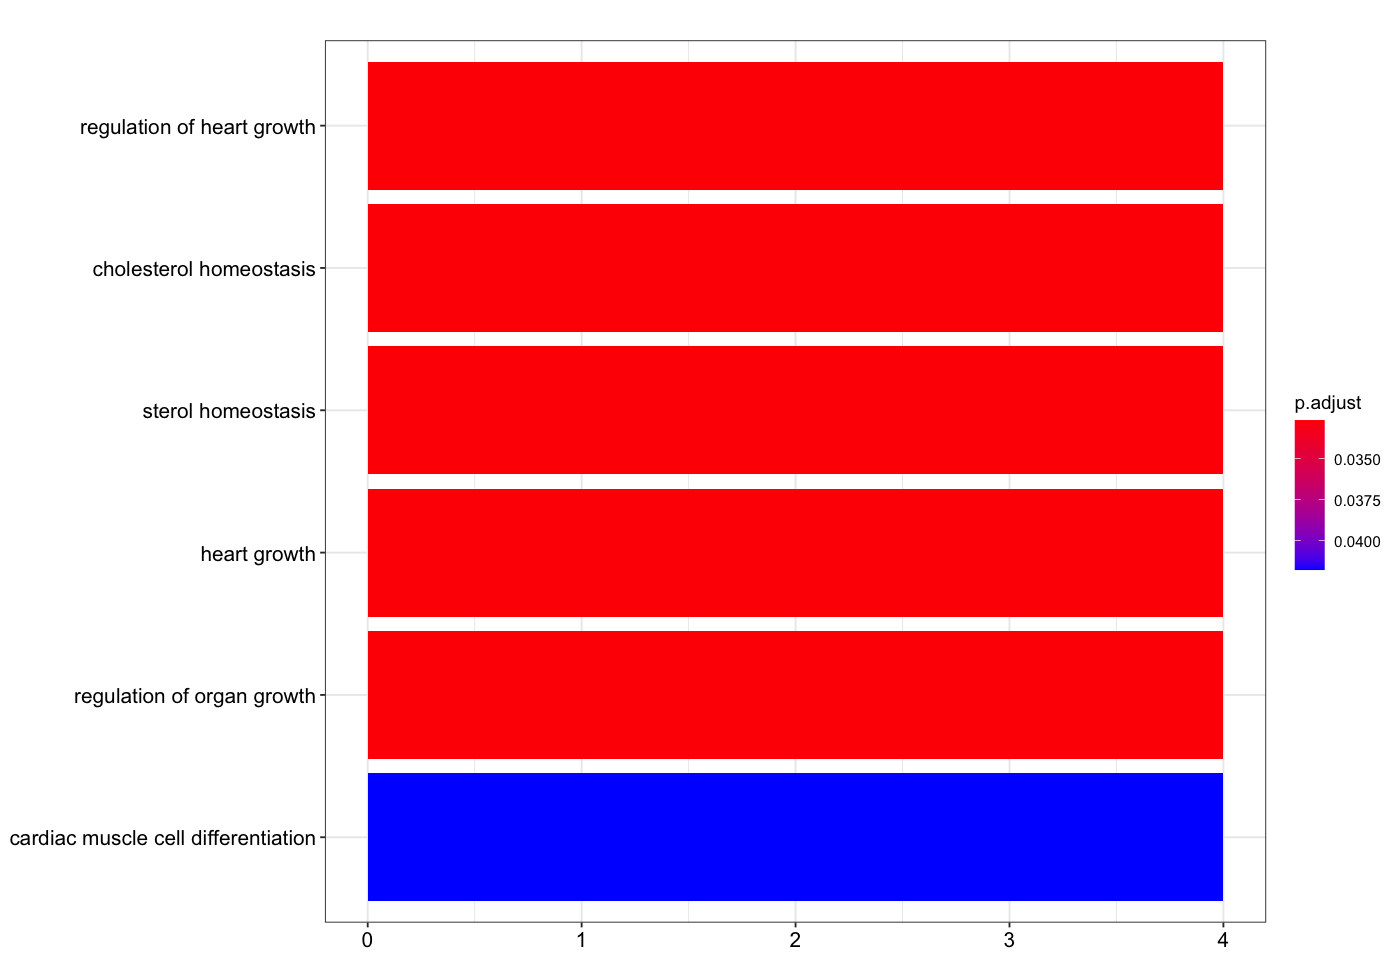 regulation of heart growth
cholesterol homeostasis
sterol homeostasis
heart growth
regulation of organ growth
cardiac muscle cell differentiation
0 1 2 3 4
p.adjust
0.0350
0.0375
0.0400